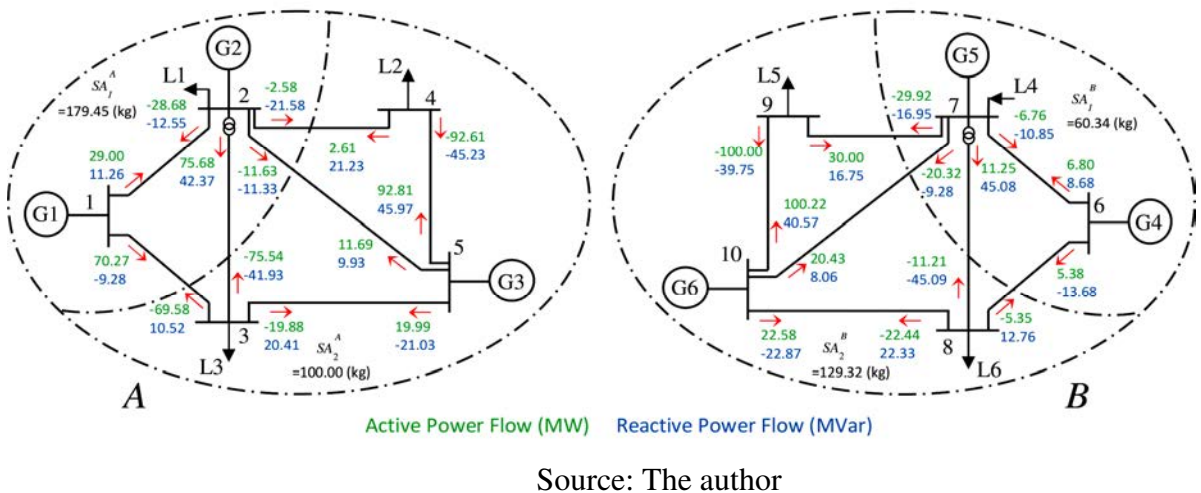 G2
G5
L1
SA_1^A
=179.45 (kg)
-28.68
-12.55
2
-2.58
-21.58
L2
4
-92.61
-45.23
29.00
11.26
75.68
42.37
-11.63
-11.33
2.61
21.23
92.81
45.97
G1
1
70.27
-9.28
-69.58
10.52
-75.54
-41.93
11.69
9.93
5
G3
3
-19.88
20.41
19.99
-21.03
SA_2^A
=100.00 (kg)
L3
A
L5
9
-29.92
-16.95
7
L4
SA_1^B
=60.34 (kg)
-6.76
-10.85
-100.00
-39.75
30.00
16.75
-20.32
-9.28
11.25
45.08
6.80
8.68
6
G4
100.22
40.57
10
20.43
8.06
-11.21
-45.09
5.38
-13.68
G6
22.58
-22.87
-22.44
22.33
-5.35
12.76
8
SA_2^B
=129.32 (kg)
L6
B
Active Power Flow (MW) Reactive Power Flow (MVar)
Source: The author